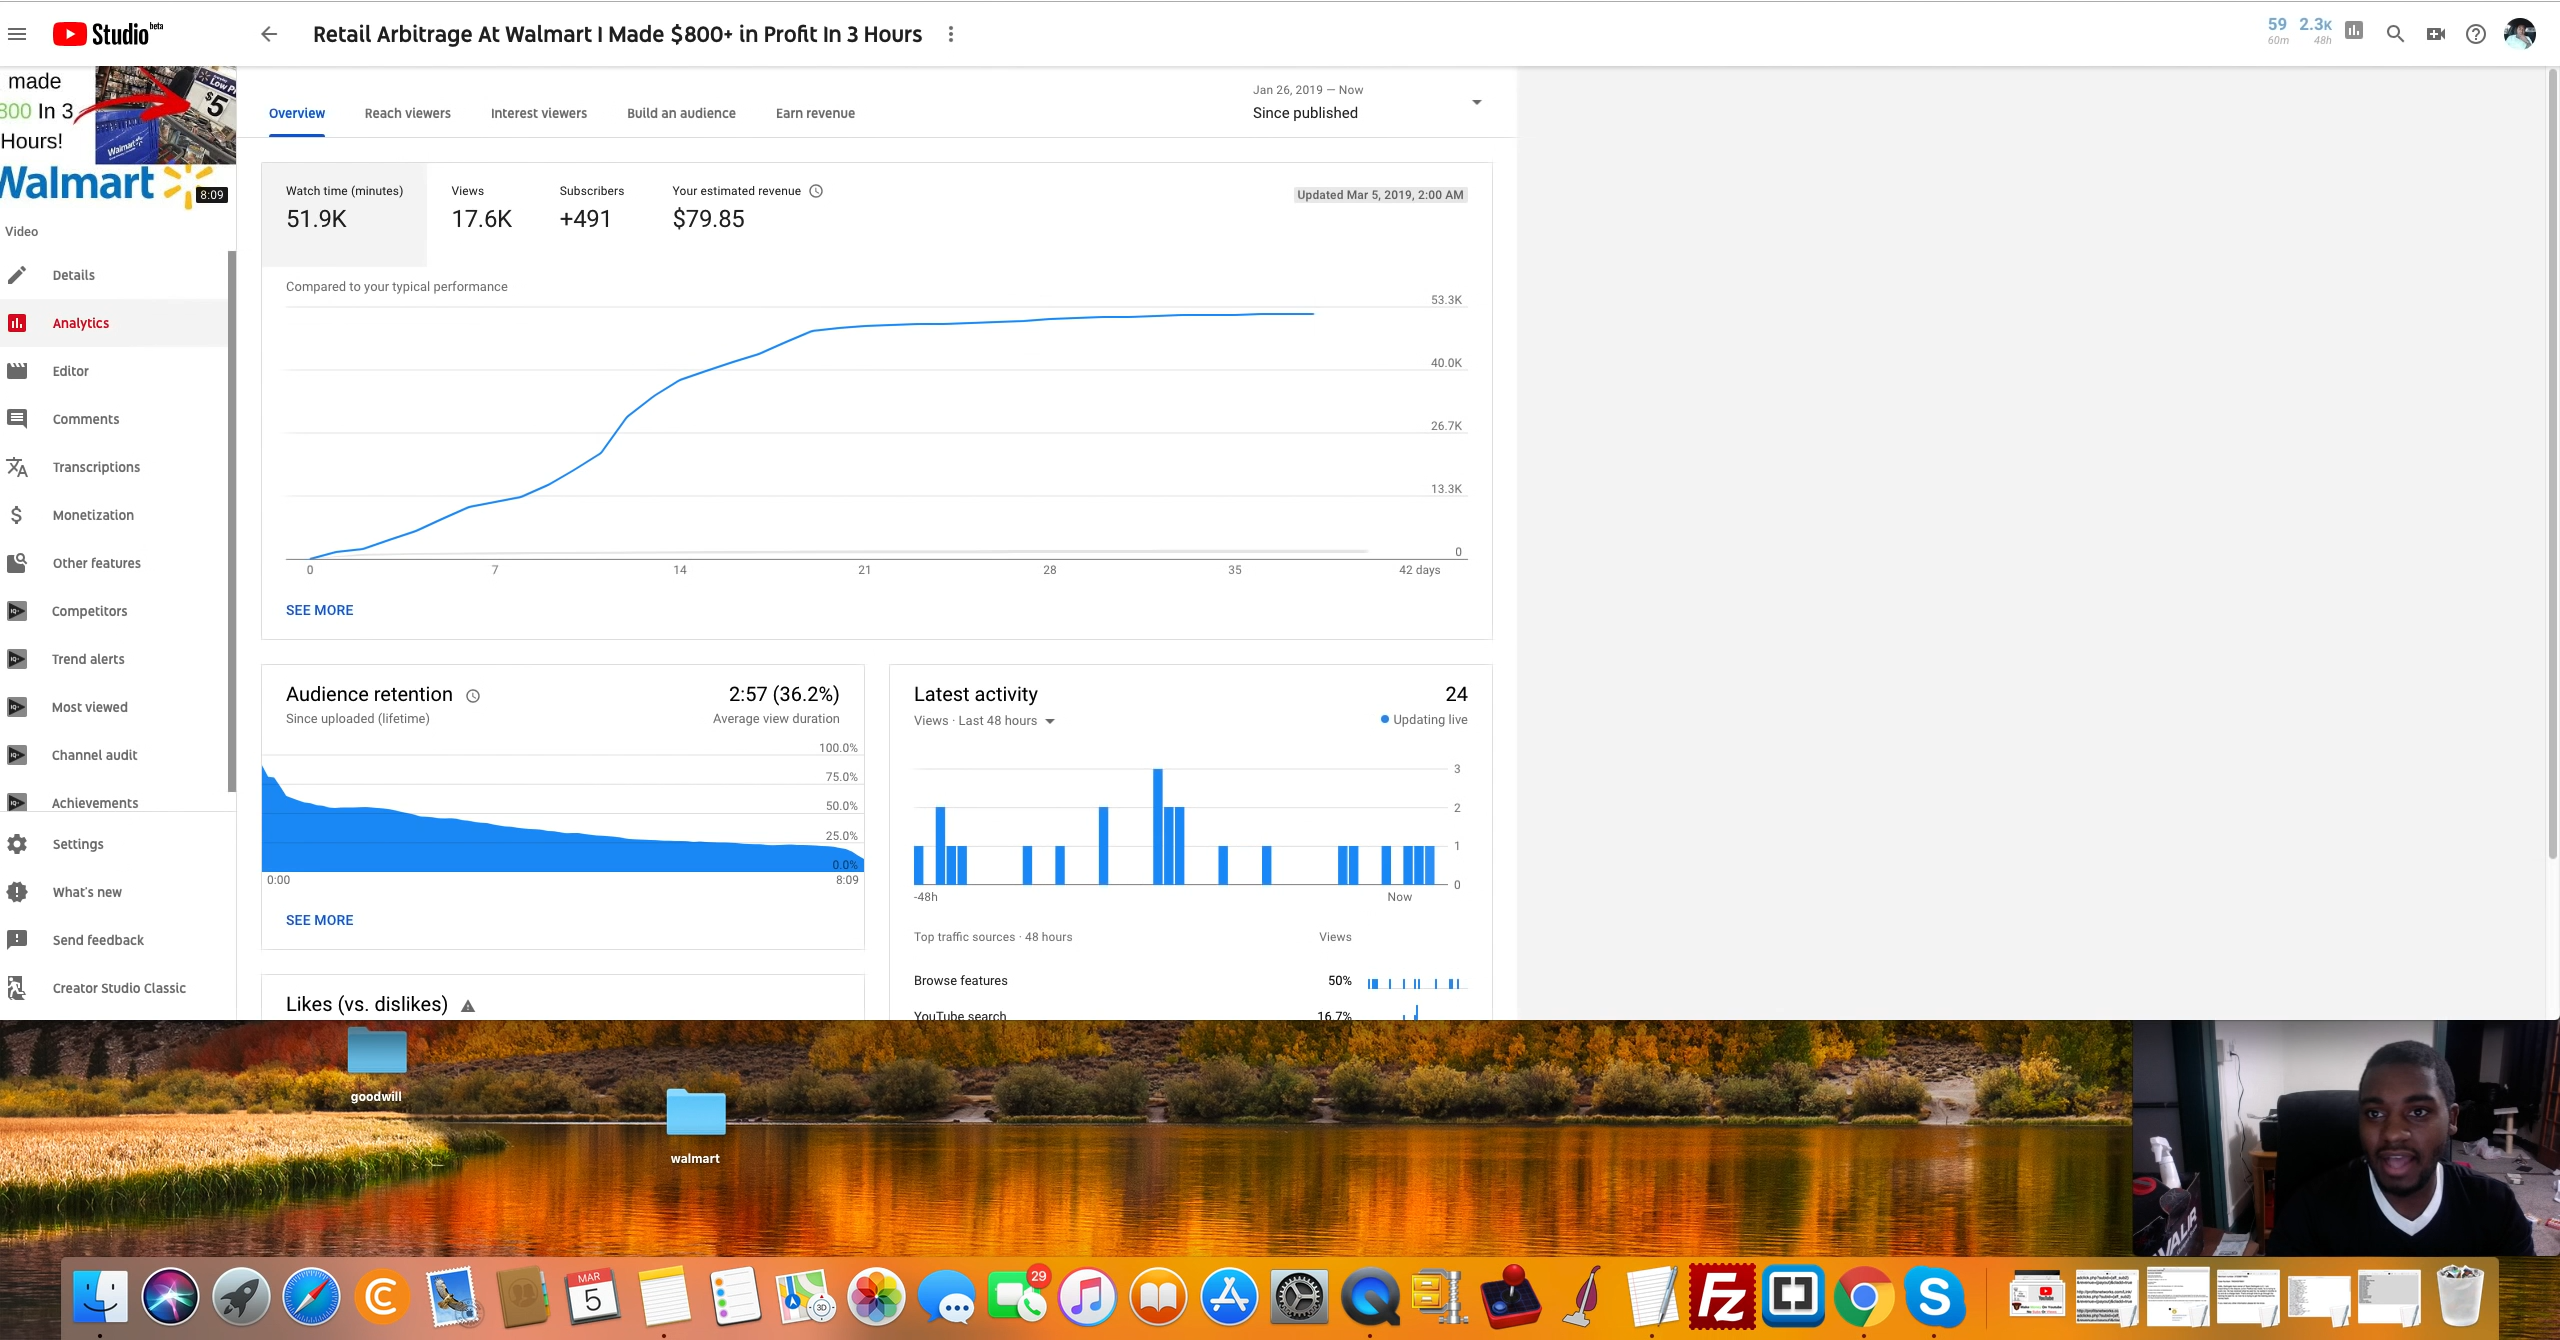 Studio beta
Retail Arbitrage At Walmart I Made $800+ in Profit In 3 Hours
59
60m
2.3K
48h
made
800 In 3
Hours!
$5
Walmart
Walmart
8:09
Video
Details
Analytics
Editor
Comments
Transcriptions
Monetization
Other features
Competitors
Trend alerts
Most viewed
Channel audit
Achievements
Settings
What's new
Send feedback
Creator Studio Classic
Overview
Reach viewers
Interest viewers
Build an audience
Earn revenue
Jan 26, 2019 — Now
Since published
Watch time (minutes)
51.9K
Views
17.6K
Subscribers
+491
Your estimated revenue
$79.85
Updated Mar 5, 2019, 2:00 AM
Compared to your typical performance
53.3K
40.0K
26.7K
13.3K
0
0 7 14 21 28 35 42 days
SEE MORE
Audience retention
2:57 (36.2%)
Since uploaded (lifetime)
Average view duration
100.0%
75.0%
50.0%
25.0%
0.0%
0:00
8:09
SEE MORE
Likes (vs. dislikes)
Latest activity
24
Views · Last 48 hours
Updating live
3
2
1
0
-48h
Now
Top traffic sources · 48 hours
Views
Browse features
50%
YouTube search
16.7%
goodwill
walmart
MAR
5
3D
29
Fz
S